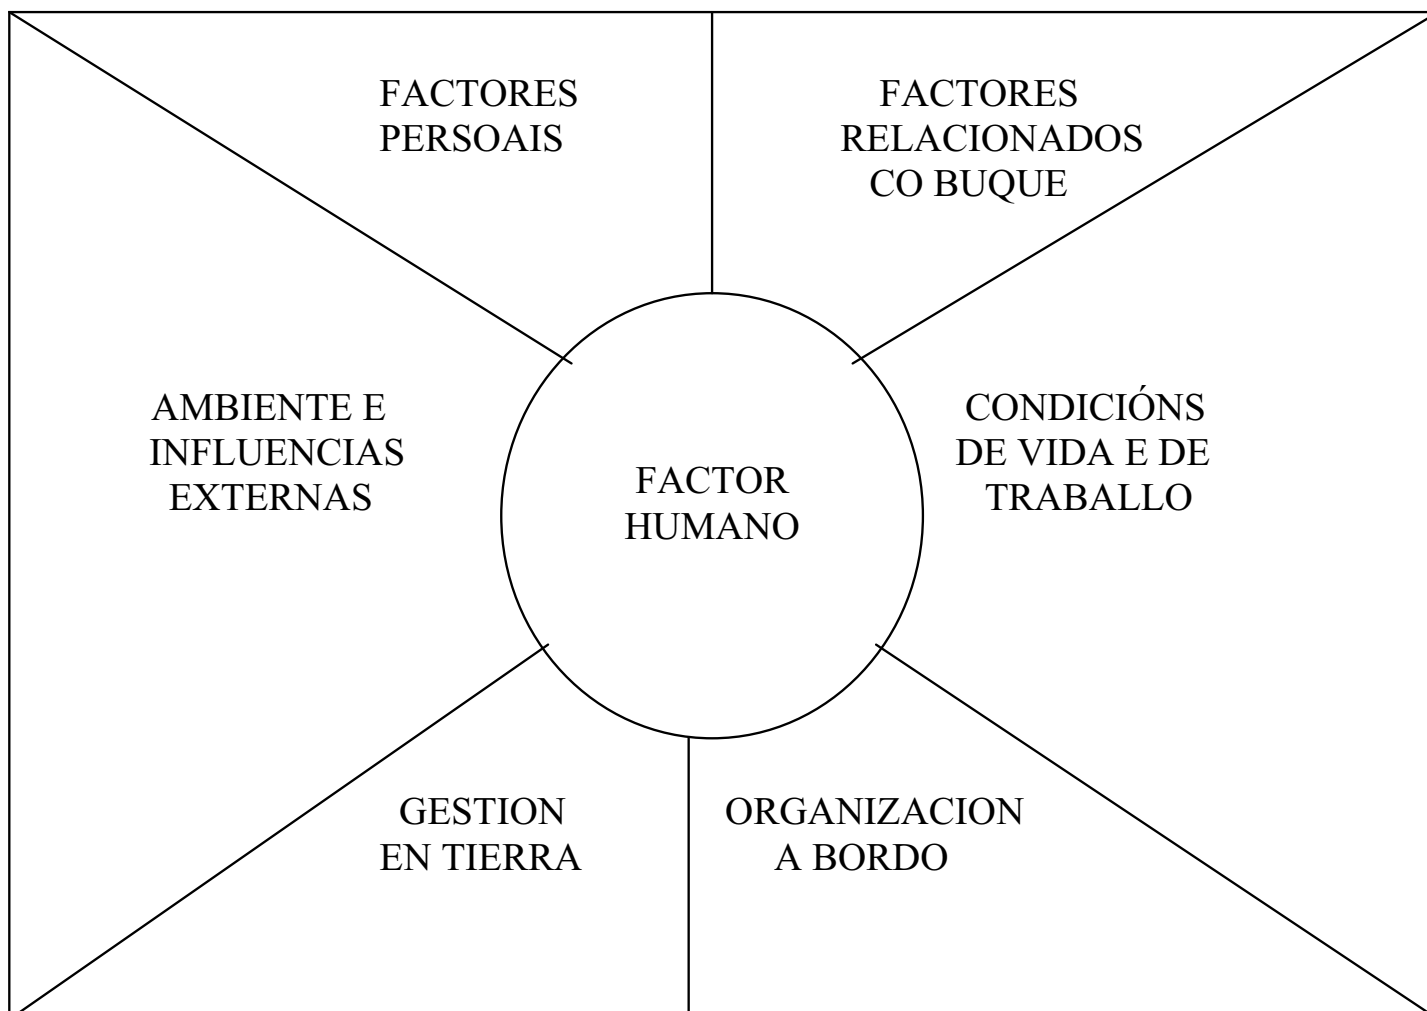 FACTORES
PERSOAIS
FACTORES
RELACIONADOS
CO BUQUE
AMBIENTE E
INFLUENCIAS
EXTERNAS
FACTOR
HUMANO
CONDICIÓNS
DE VIDA E DE
TRABALLO
GESTION
EN TIERRA
ORGANIZACION
A BORDO